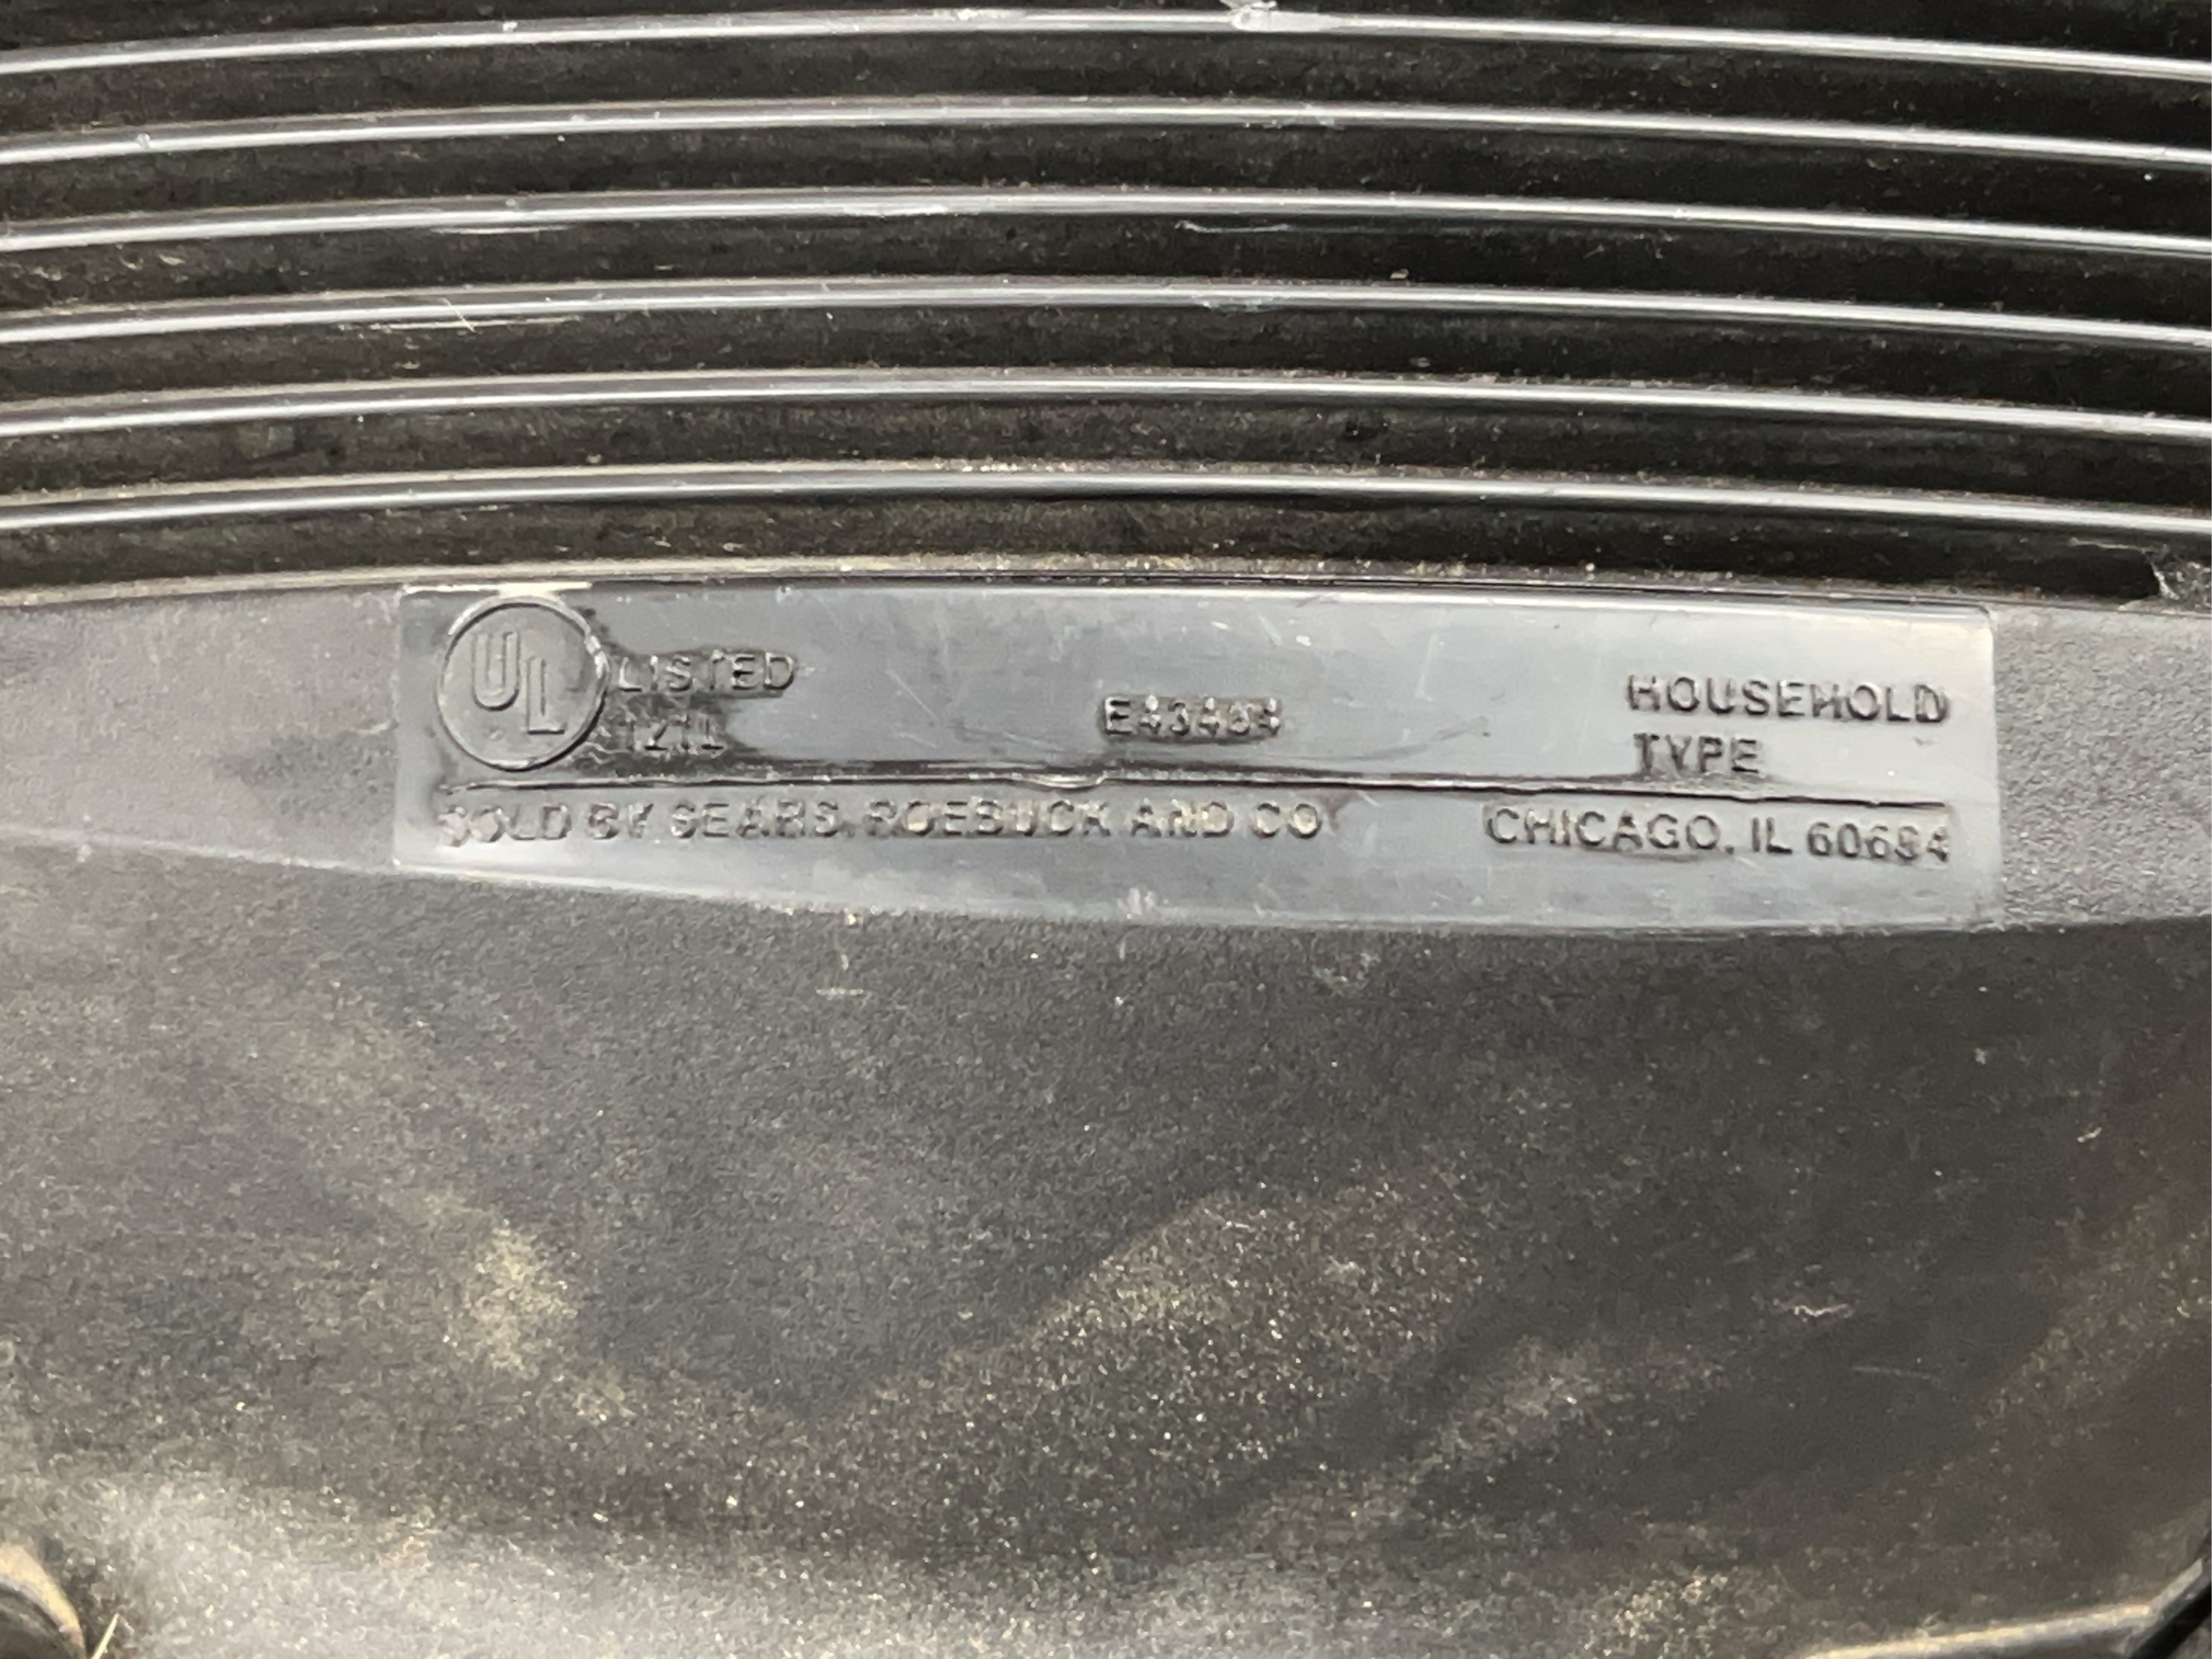 UL LISTED
HOUSEHOLD
TYPE
SOLD BY SEARS, ROEBUCK AND CO
CHICAGO, IL 60684